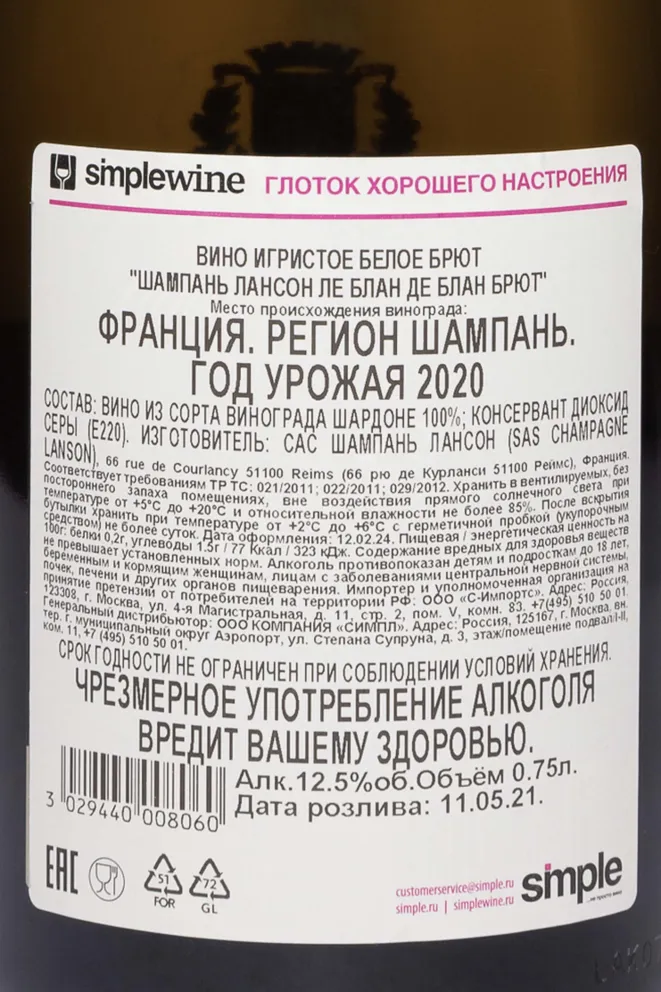 simplewine ГЛОТОК ХОРОШЕГО НАСТРОЕНИЯ
ВИНО ИГРИСТОЕ БЕЛОЕ БРЮТ
"ШАМПАНЬ ЛАНСОН ЛЕ БЛАН ДЕ БЛАН БРЮТ"
Место происхождения винограда:
ФРАНЦИЯ. РЕГИОН ШАМПАНЬ.
ГОД УРОЖАЯ 2020
СОСТАВ: ВИНО ИЗ СОРТА ВИНОГРАДА ШАРДОНЕ 100%; КОНСЕРВАНТ ДИОКСИД
СЕРЫ (Е220). ИЗГОТОВИТЕЛЬ: САС ШАМПАНЬ ЛАНСОН (SAS CHAMPAGNE
LANSON), 66 rue de Courlancy 51100 Reims (66 рю де Курланси 51100 Реймс), Франция.
Соответствует требованиям ТР ТС: 021/2011; 022/2011; 029/2012. Хранить в вентилируемых, без
постороннего запаха помещениях, вне воздействия прямого солнечного света при
температуре от +5°С до +20°С и относительной влажности не более 85%. После вскрытия
бутылки хранить при температуре от +2°С до +6°С с герметичной пробкой (укупорочным
средством) не более суток. Дата оформления: 12.02.24. Пищевая / энергетическая ценность на
100г: белки 0,2г, углеводы 1.5г / 77 Ккал / 323 кДж. Содержание вредных для здоровья веществ
не превышает установленных норм. Алкоголь противопоказан детям и подросткам до 18 лет,
беременным и кормящим женщинам, лицам с заболеваниями центральной нервной системы,
почек, печени и других органов пищеварения. Импортер и уполномоченная организация на
принятие претензий от потребителей на территории РФ: ООО «С-Импортс». Адрес: Россия,
123308, г. Москва, ул. 4-я Магистральная, д. 11, стр. 2, пом. V, комн. 83. +7(495) 510 50 01.
Генеральный дистрибьютор: ООО КОМПАНИЯ «СИМПЛ». Адрес: Россия, 125167, г. Москва, вн.
тер. г. муниципальный округ Аэропорт, ул. Степана Супруна, д. 3, этаж/помещение подвал/I-II,
ком. 11, +7 (495) 510 50 01.
СРОК ГОДНОСТИ НЕ ОГРАНИЧЕН ПРИ СОБЛЮДЕНИИ УСЛОВИЙ ХРАНЕНИЯ.
ЧРЕЗМЕРНОЕ УПОТРЕБЛЕНИЕ АЛКОГОЛЯ
ВРЕДИТ ВАШЕМУ ЗДОРОВЬЮ.
Алк.12.5%об.Объём 0.75л.
Дата розлива: 11.05.21.
3 029440 008060
EAC
51
FOR
72
GL
customerservice@simple.ru
simple.ru | simplewine.ru
simple
...не просто вино